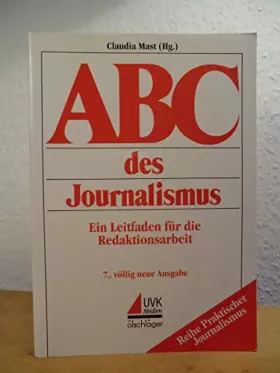 Claudia Mast (Hg.)
ABC
des
Journalismus
Ein Leitfaden für die
Redaktionsarbeit
7., völlig neue Ausgabe
UVK
Medien
ölschläger
Reihe Praktischer
Journalismus